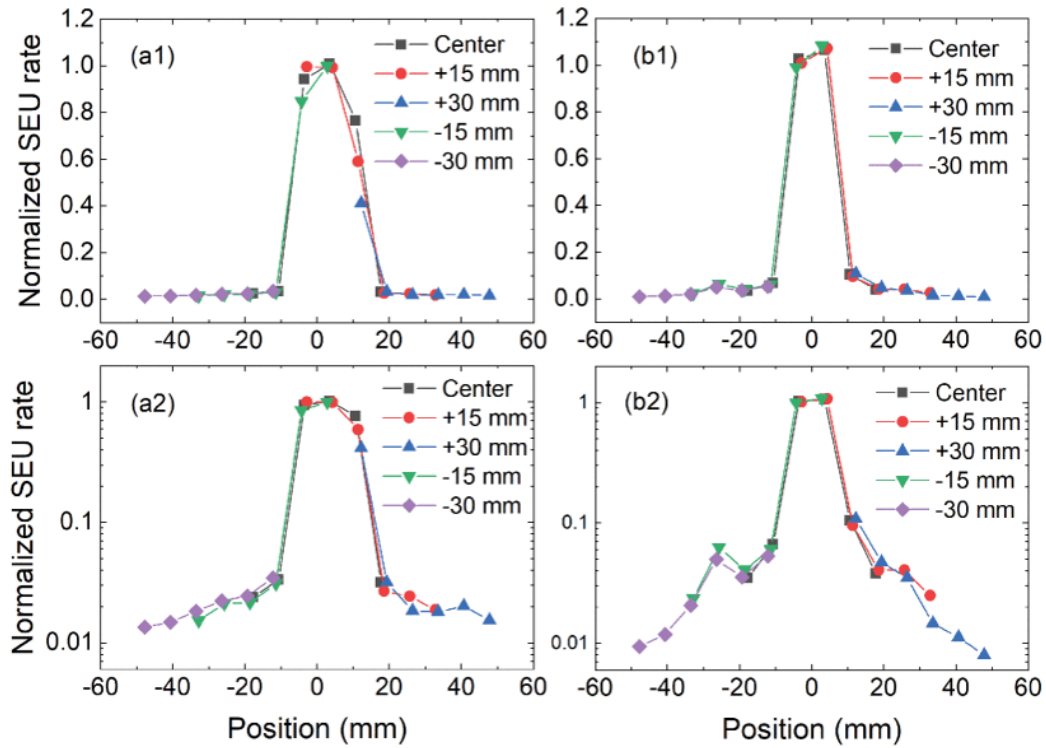 Normalized SEU rate
1.2
1.0
0.8
0.6
0.4
0.2
0.0
(a1)
Center
+15 mm
+30 mm
-15 mm
-30 mm
-60 -40 -20 0 20 40 60
1.2
1.0
0.8
0.6
0.4
0.2
0.0
(b1)
Center
+15 mm
+30 mm
-15 mm
-30 mm
-60 -40 -20 0 20 40 60
Normalized SEU rate
1
0.1
0.01
(a2)
Center
+15 mm
+30 mm
-15 mm
-30 mm
-60 -40 -20 0 20 40 60
Position (mm)
1
0.1
0.01
(b2)
Center
+15 mm
+30 mm
-15 mm
-30 mm
-60 -40 -20 0 20 40 60
Position (mm)